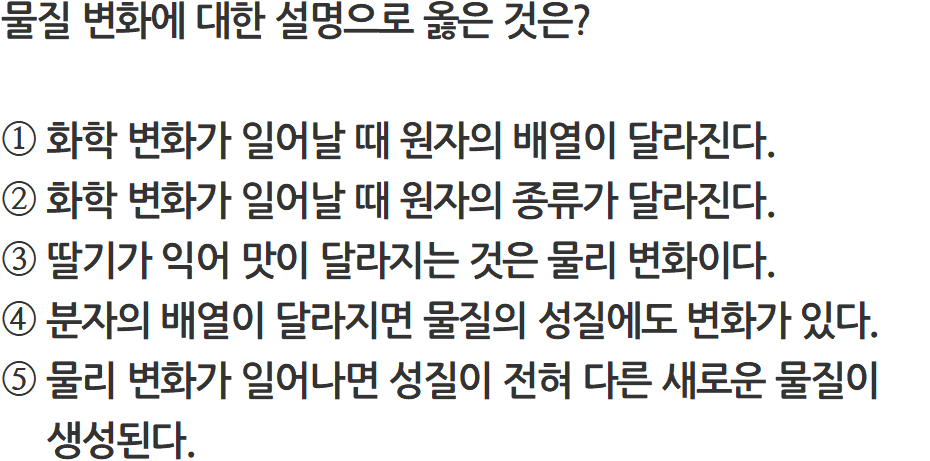 물질 변화에 대한 설명으로 옳은 것은?
① 화학 변화가 일어날 때 원자의 배열이 달라진다.
② 화학 변화가 일어날 때 원자의 종류가 달라진다.
③ 딸기가 익어 맛이 달라지는 것은 물리 변화이다.
④ 분자의 배열이 달라지면 물질의 성질에도 변화가 있다.
⑤ 물리 변화가 일어나면 성질이 전혀 다른 새로운 물질이
생성된다.